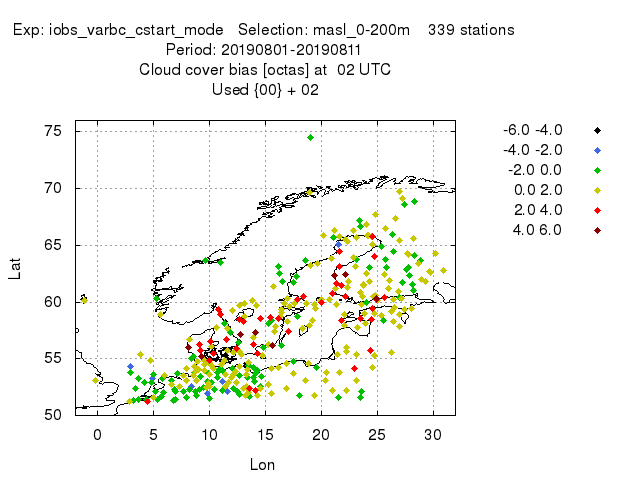 Exp: iobs_varbc_cstart_mode   Selection: masl_0-200m    339 stations
Period: 20190801-20190811
Cloud cover bias [octas] at  02 UTC
Used {00} + 02
-6.0 -4.0
-4.0 -2.0
-2.0 0.0
0.0 2.0
2.0 4.0
4.0 6.0
75
70
65
60
55
50
Lat
0 5 10 15 20 25 30
Lon